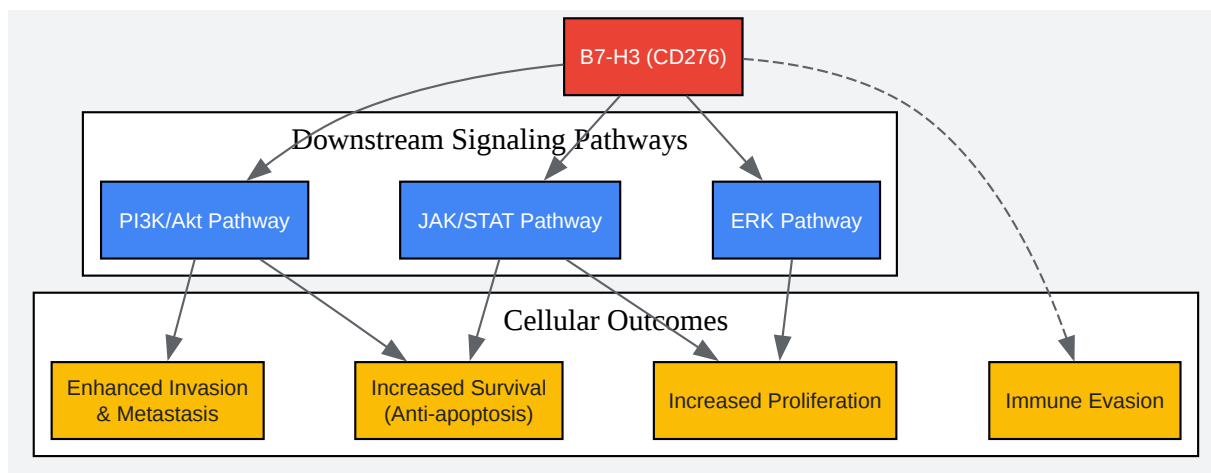 B7-H3 (CD276)
Downstream Signaling Pathways
PI3K/Akt Pathway
JAK/STAT Pathway
ERK Pathway
Cellular Outcomes
Enhanced Invasion
& Metastasis
Increased Survival
(Anti-apoptosis)
Increased Proliferation
Immune Evasion